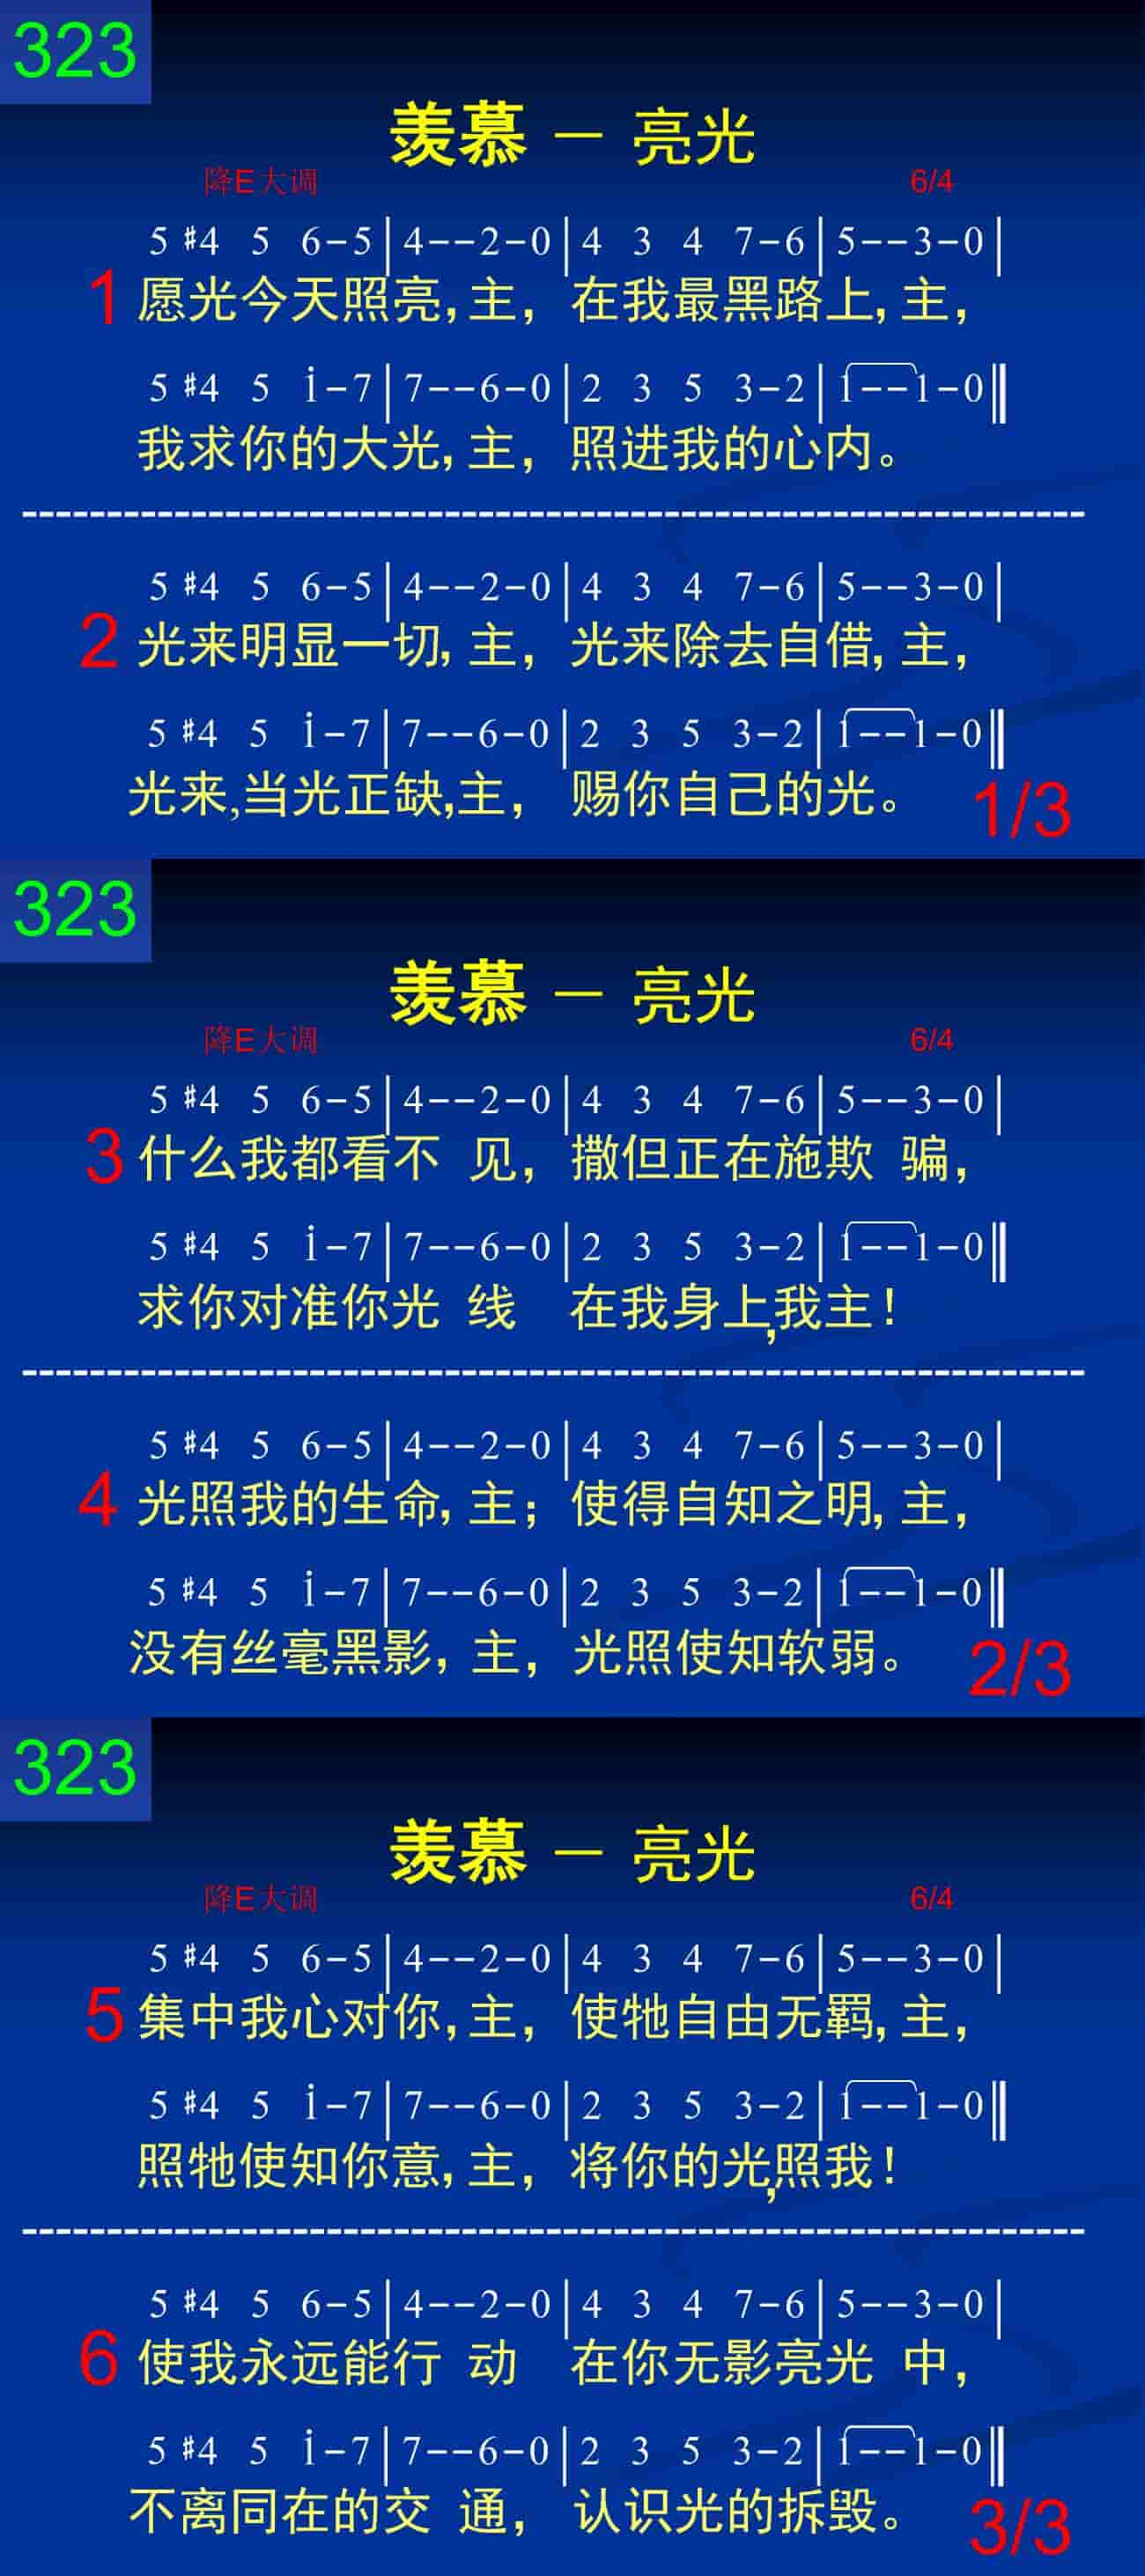 323
羡慕 － 亮光
降E大调 6/4
5 #4 5 6-5|4--2-0|4 3 4 7-6|5--3-0|
1 愿光今天照亮,主，在我最黑路上,主，
5 #4 5 i-7|7--6-0|2 3 5 3-2|1--1-0‖
我求你的大光,主，照进我的心内。
--------------------------------------------------------------
5 #4 5 6-5|4--2-0|4 3 4 7-6|5--3-0|
2 光来明显一切,主，光来除去自借,主，
5 #4 5 i-7|7--6-0|2 3 5 3-2|1--1-0‖
光来,当光正缺,主，赐你自己的光。
1/3
323
羡慕 － 亮光
降E大调 6/4
5 #4 5 6-5|4--2-0|4 3 4 7-6|5--3-0|
3 什么我都看不 见，撒但正在施欺 骗，
5 #4 5 i-7|7--6-0|2 3 5 3-2|1--1-0‖
求你对准你光 线 在我身上,我主！
--------------------------------------------------------------
5 #4 5 6-5|4--2-0|4 3 4 7-6|5--3-0|
4 光照我的生命,主；使得自知之明,主，
5 #4 5 i-7|7--6-0|2 3 5 3-2|1--1-0‖
没有丝毫黑影，主，光照使知软弱。
2/3
323
羡慕 － 亮光
降E大调 6/4
5 #4 5 6-5|4--2-0|4 3 4 7-6|5--3-0|
5 集中我心对你,主，使牠自由无羁,主，
5 #4 5 i-7|7--6-0|2 3 5 3-2|1--1-0‖
照牠使知你意,主，将你的光,照我！
--------------------------------------------------------------
5 #4 5 6-5|4--2-0|4 3 4 7-6|5--3-0|
6 使我永远能行 动 在你无影亮光 中，
5 #4 5 i-7|7--6-0|2 3 5 3-2|1--1-0‖
不离同在的交 通，认识光的拆毁。
3/3